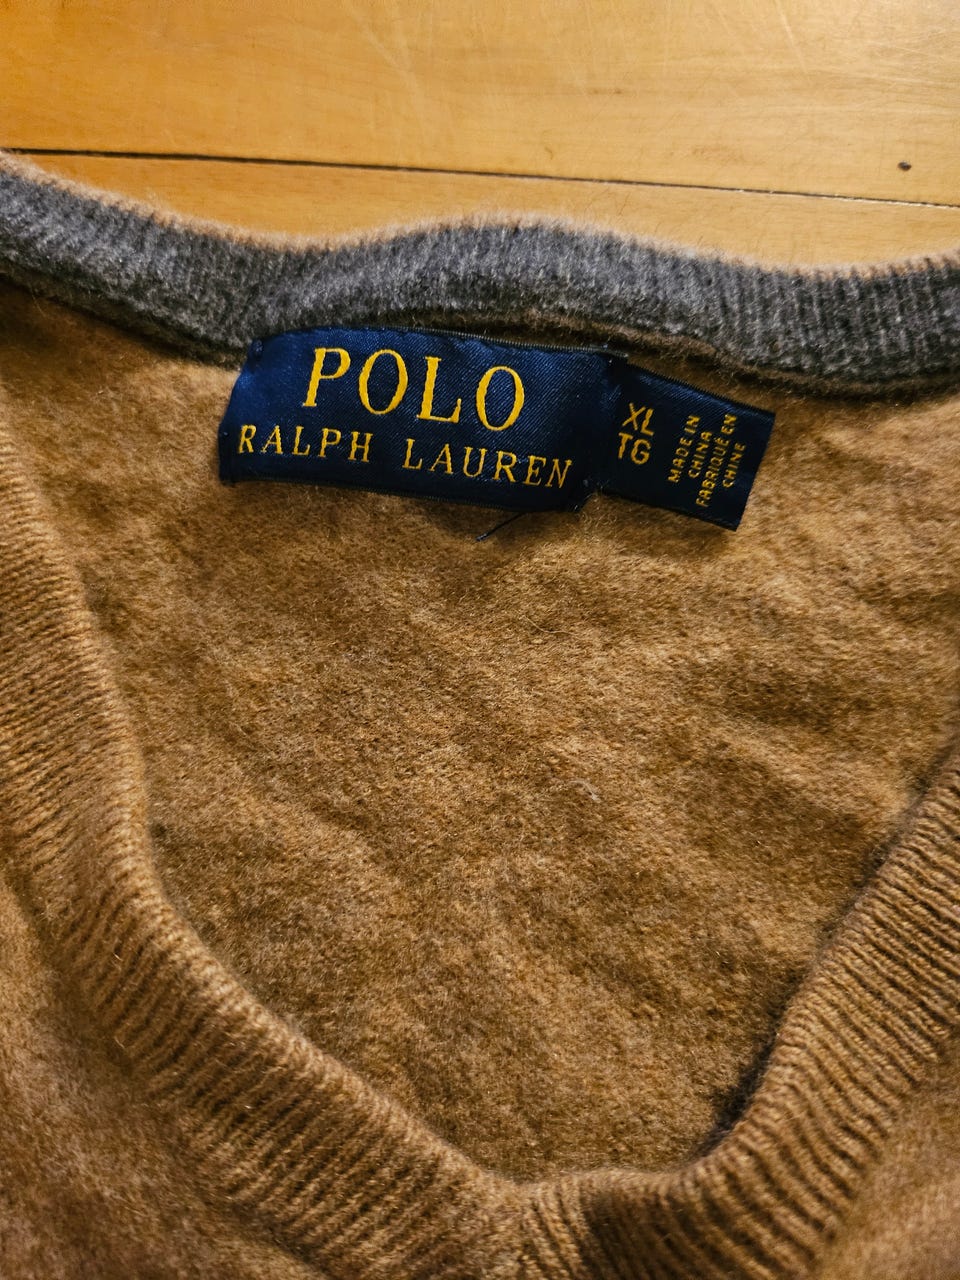 POLO
RALPH LAUREN
XL
TG
MADE IN
CHINA
FABRIQUÉ EN
CHINE